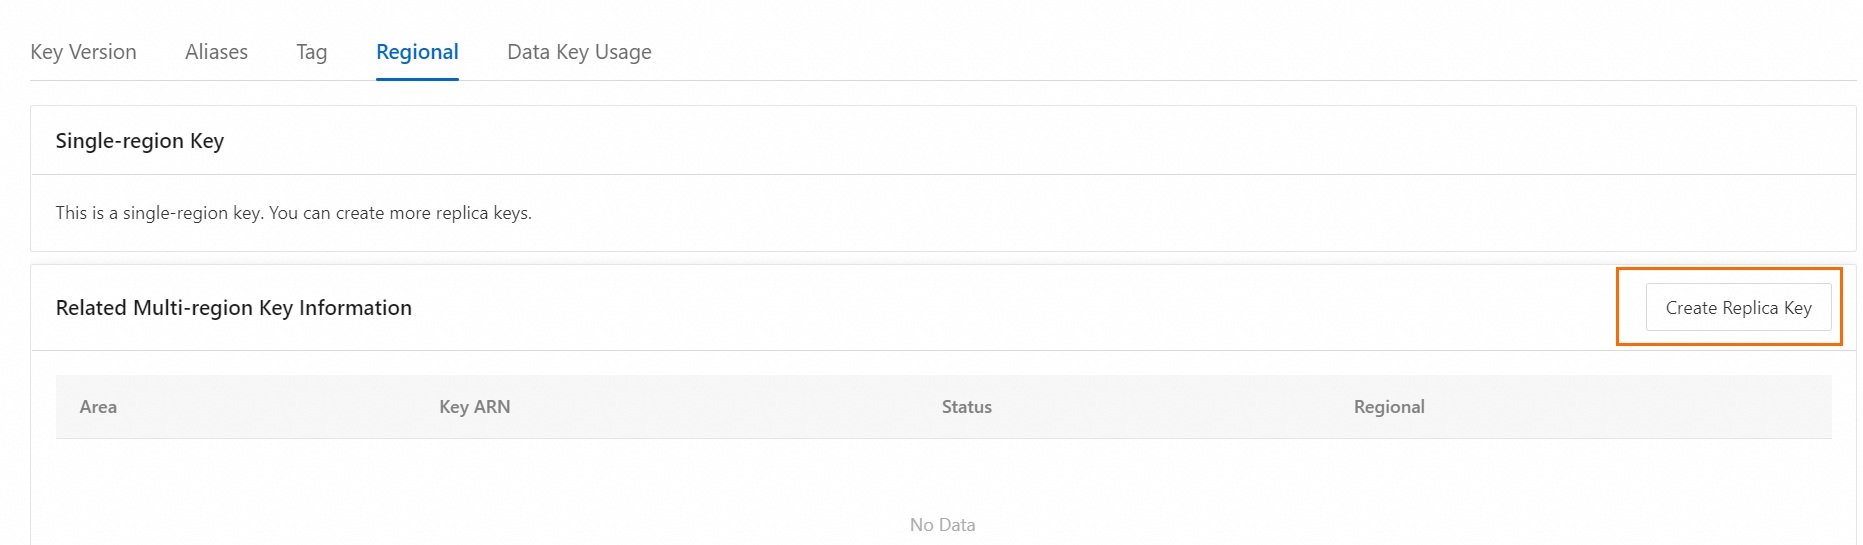 Key Version Aliases Tag Regional Data Key Usage
Single-region Key
This is a single-region key. You can create more replica keys.
Related Multi-region Key Information Create Replica Key
Area Key ARN Status Regional
No Data